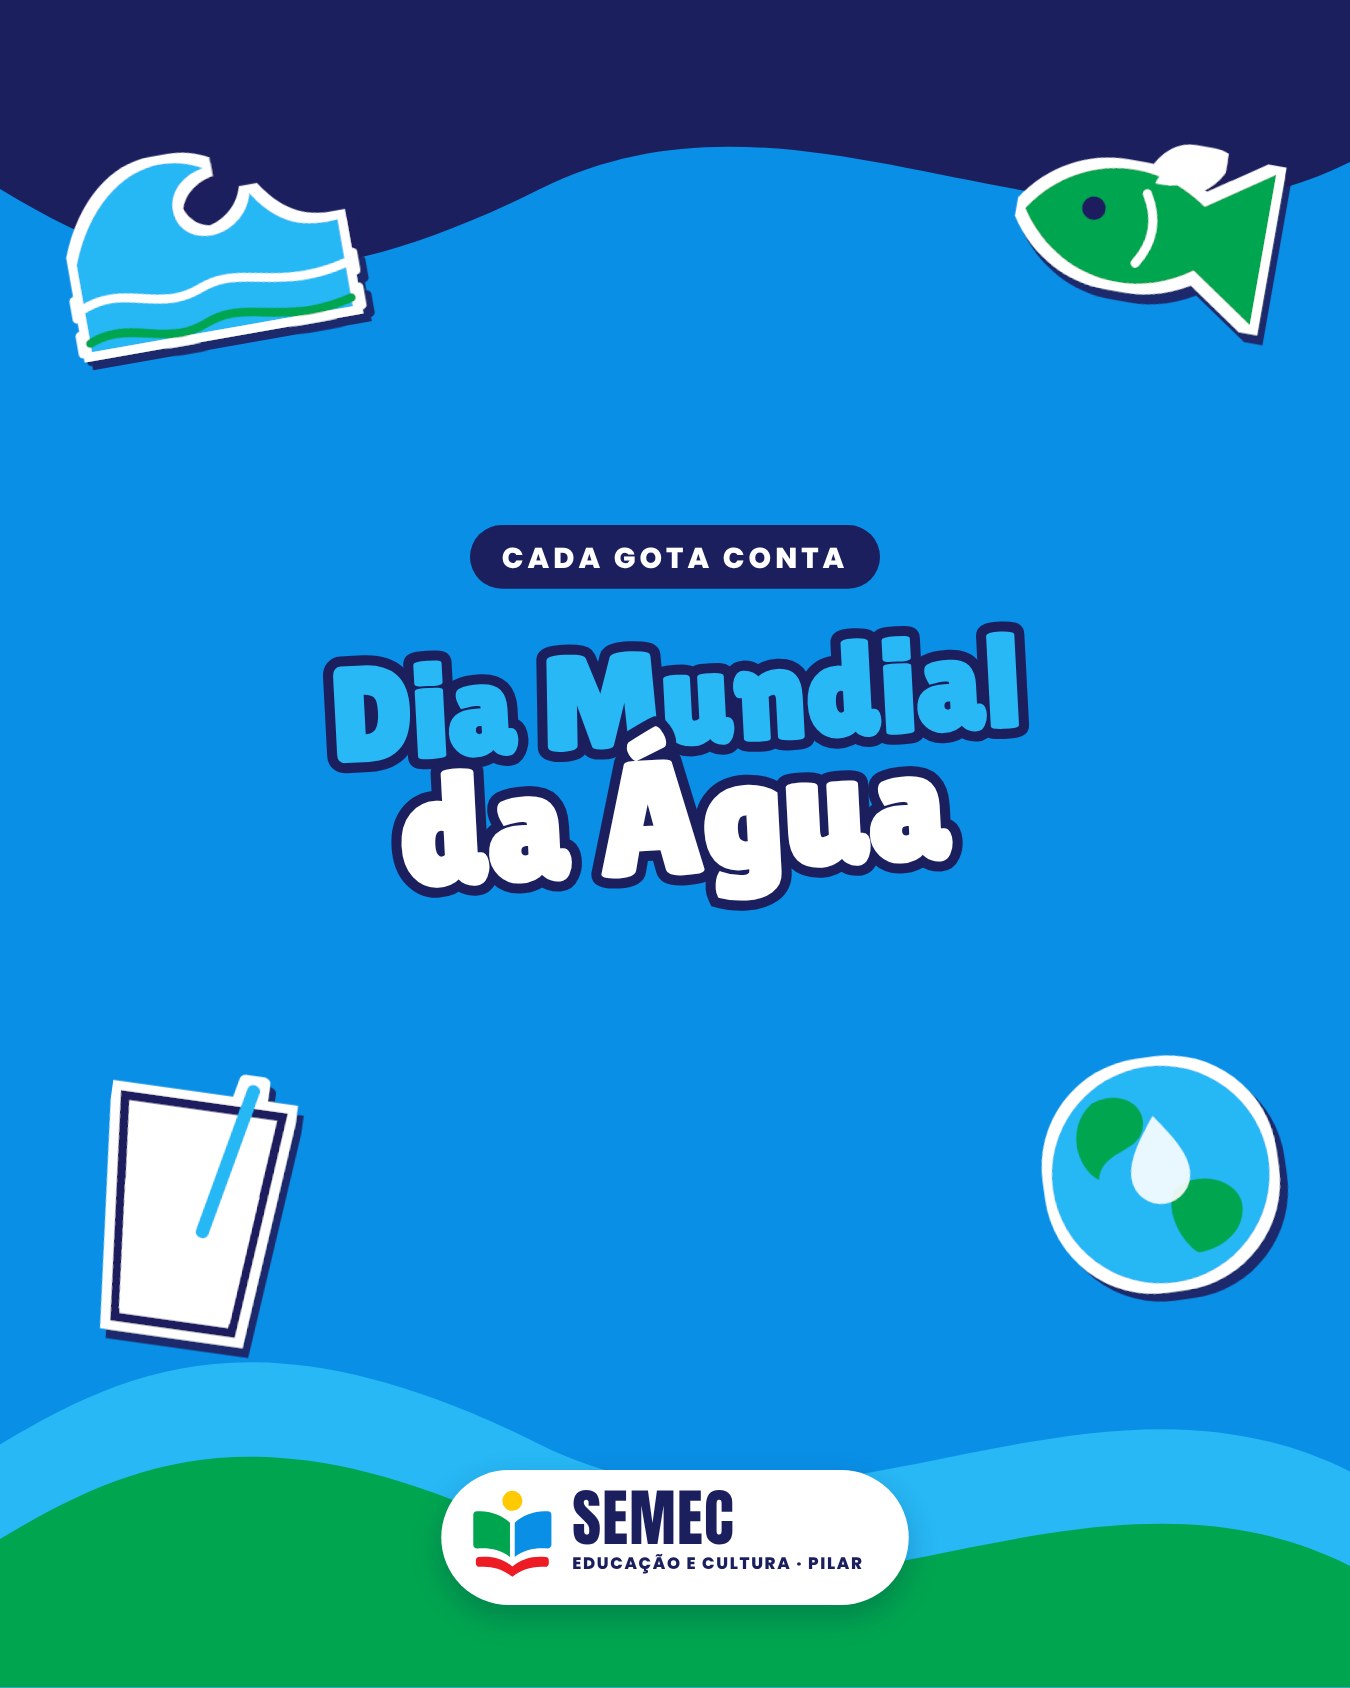 CADA GOTA CONTA
Dia Mundial
da Água
SEMEC
EDUCAÇÃO E CULTURA · PILAR